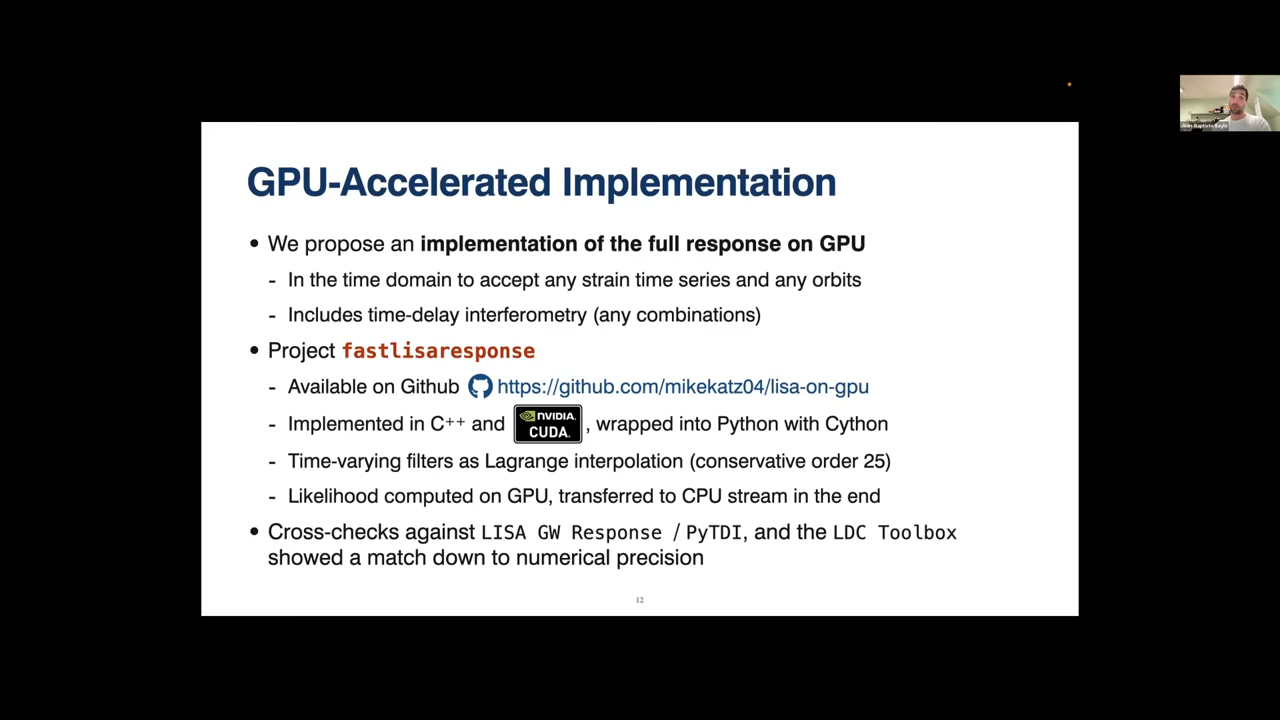 Jean-Baptiste Bayle
GPU-Accelerated Implementation
• We propose an implementation of the full response on GPU
- In the time domain to accept any strain time series and any orbits
- Includes time-delay interferometry (any combinations)
• Project fastlisaresponse
- Available on Github https://github.com/mikekatz04/lisa-on-gpu
- Implemented in C++ and NVIDIA. CUDA. , wrapped into Python with Cython
- Time-varying filters as Lagrange interpolation (conservative order 25)
- Likelihood computed on GPU, transferred to CPU stream in the end
• Cross-checks against LISA GW Response / PyTDI, and the LDC Toolbox
showed a match down to numerical precision
12